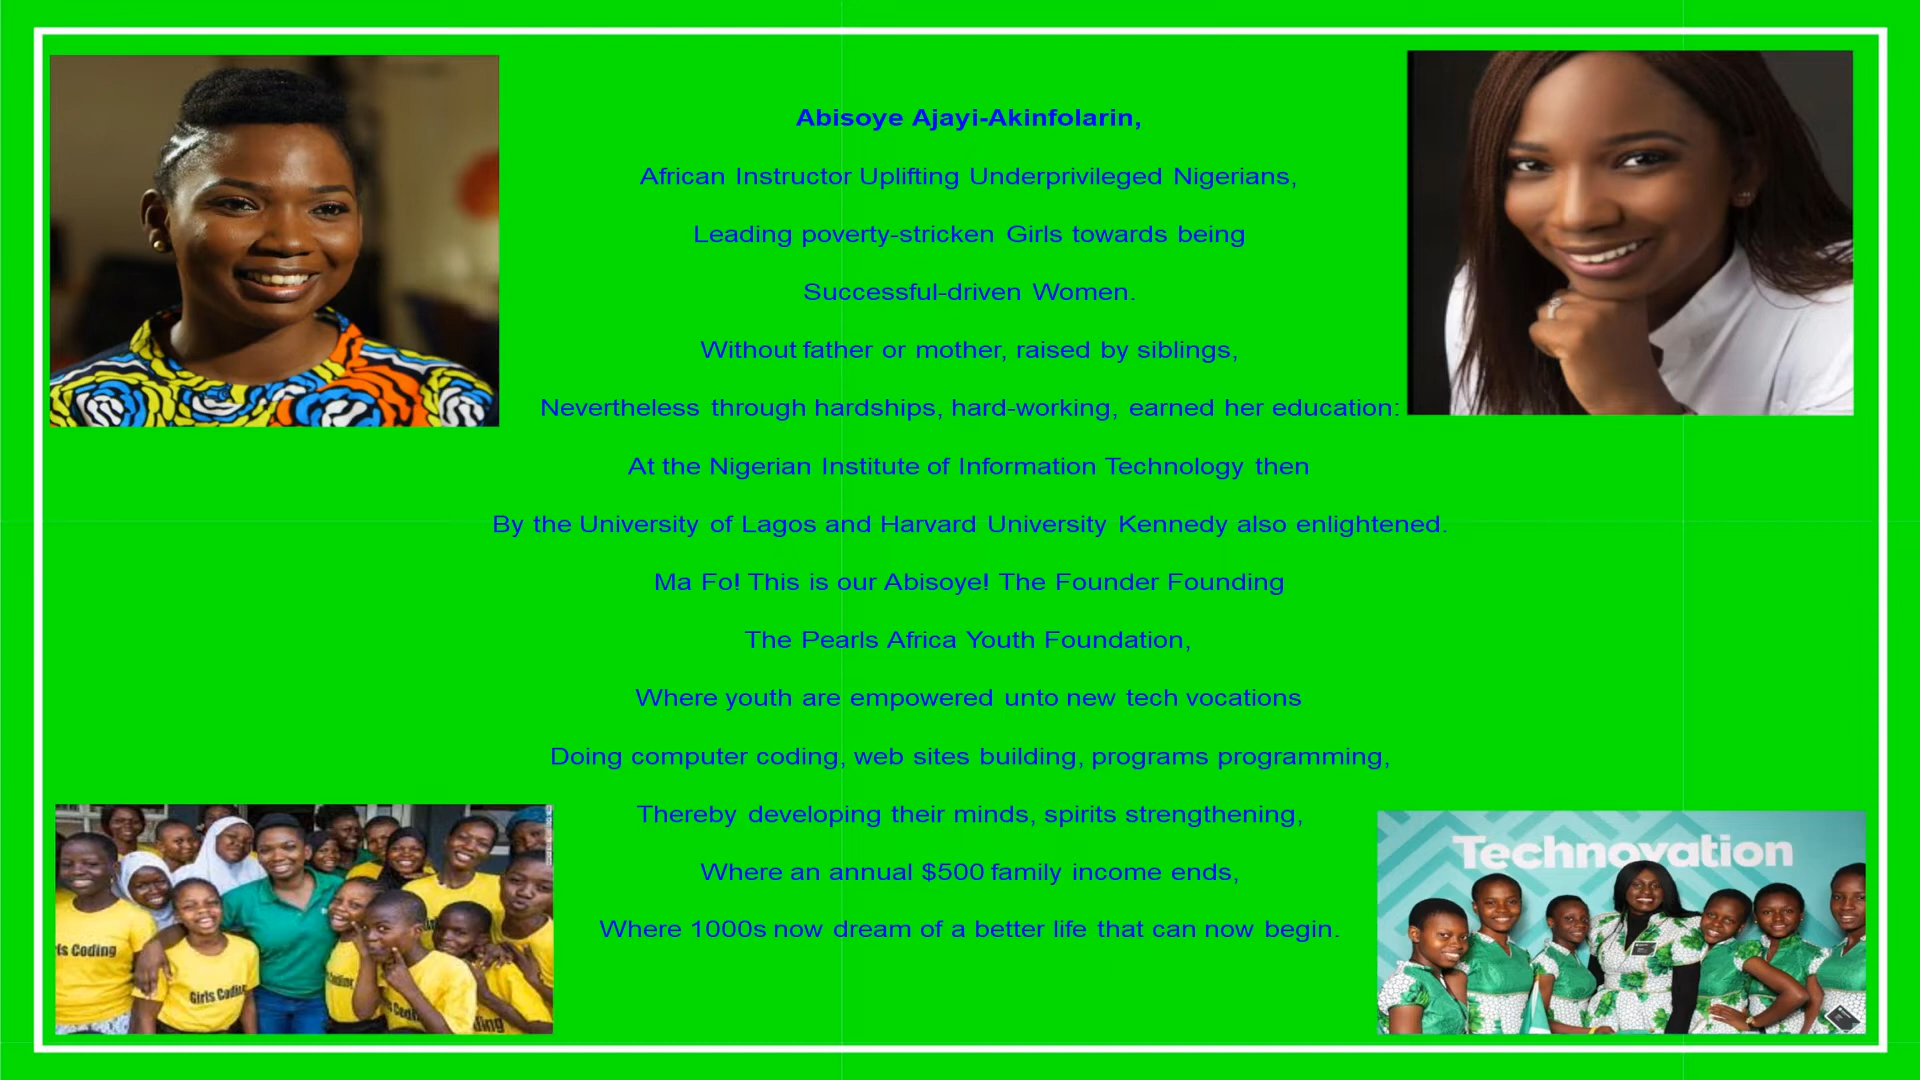 Abisoye Ajayi-Akinfolarin,
African Instructor Uplifting Underprivileged Nigerians,
Leading poverty-stricken Girls towards being
Successful-driven Women.
Without father or mother, raised by siblings,
Nevertheless through hardships, hard-working, earned her education:
At the Nigerian Institute of Information Technology then
By the University of Lagos and Harvard University Kennedy also enlightened.
Ma Fo! This is our Abisoye! The Founder Founding
The Pearls Africa Youth Foundation,
Where youth are empowered unto new tech vocations
Doing computer coding, web sites building, programs programming,
Thereby developing their minds, spirits strengthening,
Where an annual $500 family income ends,
Where 1000s now dream of a better life that can now begin.
ls Coding
Girls Coding
Technovation